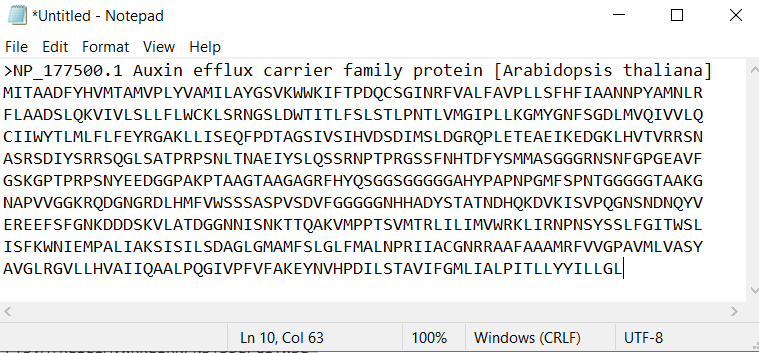 *Untitled - Notepad
File Edit Format View Help
>NP_177500.1 Auxin efflux carrier family protein [Arabidopsis thaliana]
MITAADFYHVMTAMVPLYVAMILAYGSVKWWKIFTPDQCSGINRFVALFAVPLLSFHFIAANNPYAMNLR
FLAADSLQKVIVLSLLFLWCKLSRNGSLDWTITLFSLSTLPNTLVMGIPLLKGMYGNFSGDLMVQIVVLQ
CIIWYTLMLFLFEYRGAKLLISEQFPDTAGSIVSIHVDSDIMSLDGRQPLETEAEIKEDGKLHVTVRRSN
ASRSDIYSRRSQGLSATPRPSNLTNAEIYSLQSSRNPTPRGSSFNHTDFYSMMASGGGRNSNFGPGEAVF
GSKGPTPRPSNYEEDGGPAKPTAAGTAAGAGRFHYQSGGSGGGGGAHYPAPNPGMFSPNTGGGGGTAAKG
NAPVVGGKRQDGNGRDLHMFVWSSSASPVSDVFGGGGGNHHADYSTATNDHQKDVKISVPQGNSNDNQYV
EREEFSFGNKDDDSKVLATDGGNNISNKTTQAKVMPPTSVMTRLILIMVWRKLIRNPNSYSSLFGITWSL
ISFKWNIEMPALIAKSISILSDAGLGMAMFSLGLFMALNPRIIACGNRRAAFAAAMRFVVGPAVMLVASY
AVGLRGVLLHVAIIQAALPQGIVPFVFAKEYNVHPDILSTAVIFGMLIALPITLLYYILLGL
Ln 10, Col 63 100% Windows (CRLF) UTF-8